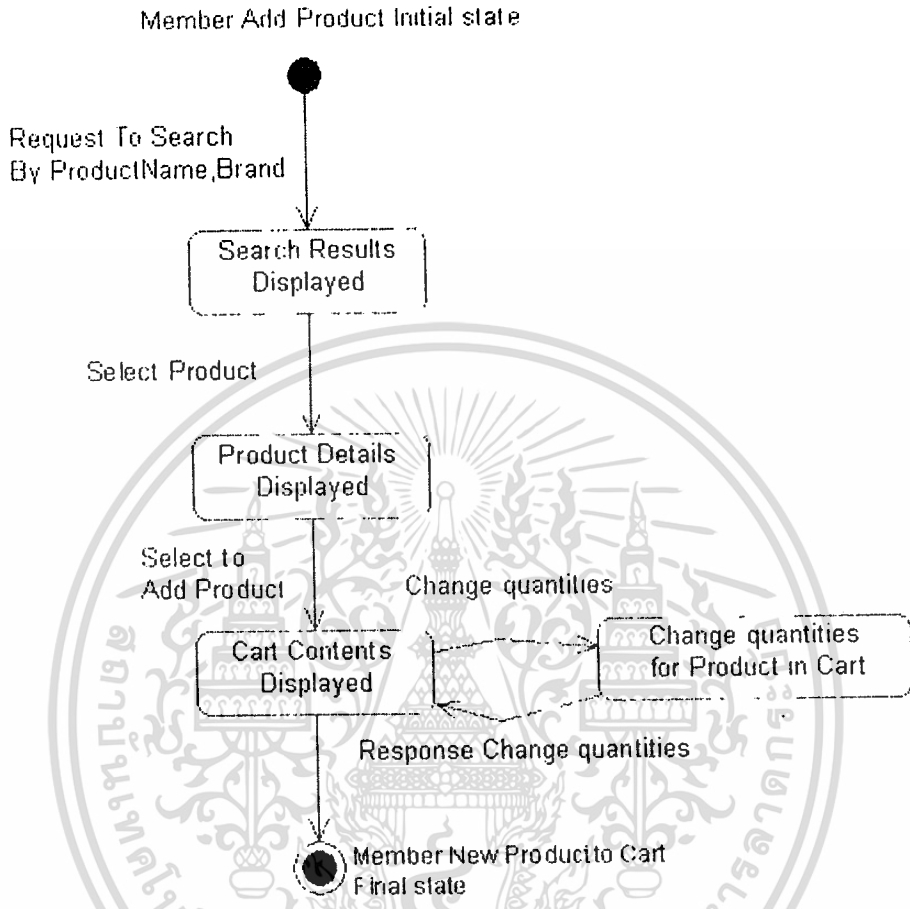 Member Add Product Initial state
Request To Search
By ProductName,Brand
Search Results
Displayed
Select Product
Product Details
Displayed
Select to
Add Product
Change quantities
Cart Contents
Displayed
Change quantities
for Product in Cart
Response Change quantities
Member New Product to Cart
Final state